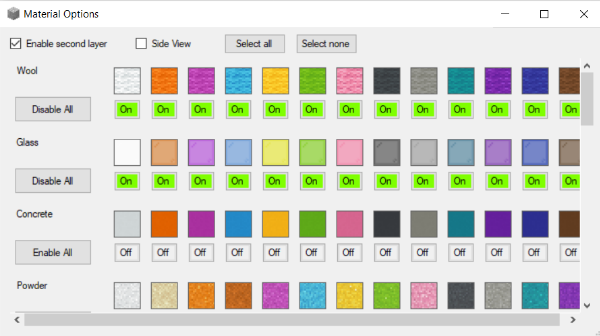 Material Options
Enable second layer Side View Select all Select none
Wool
Disable All On On On On On On On On On On On On On
Glass
Disable All On On On On On On On On On On On On On
Concrete
Enable All Off Off Off Off Off Off Off Off Off Off Off Off Off
Powder